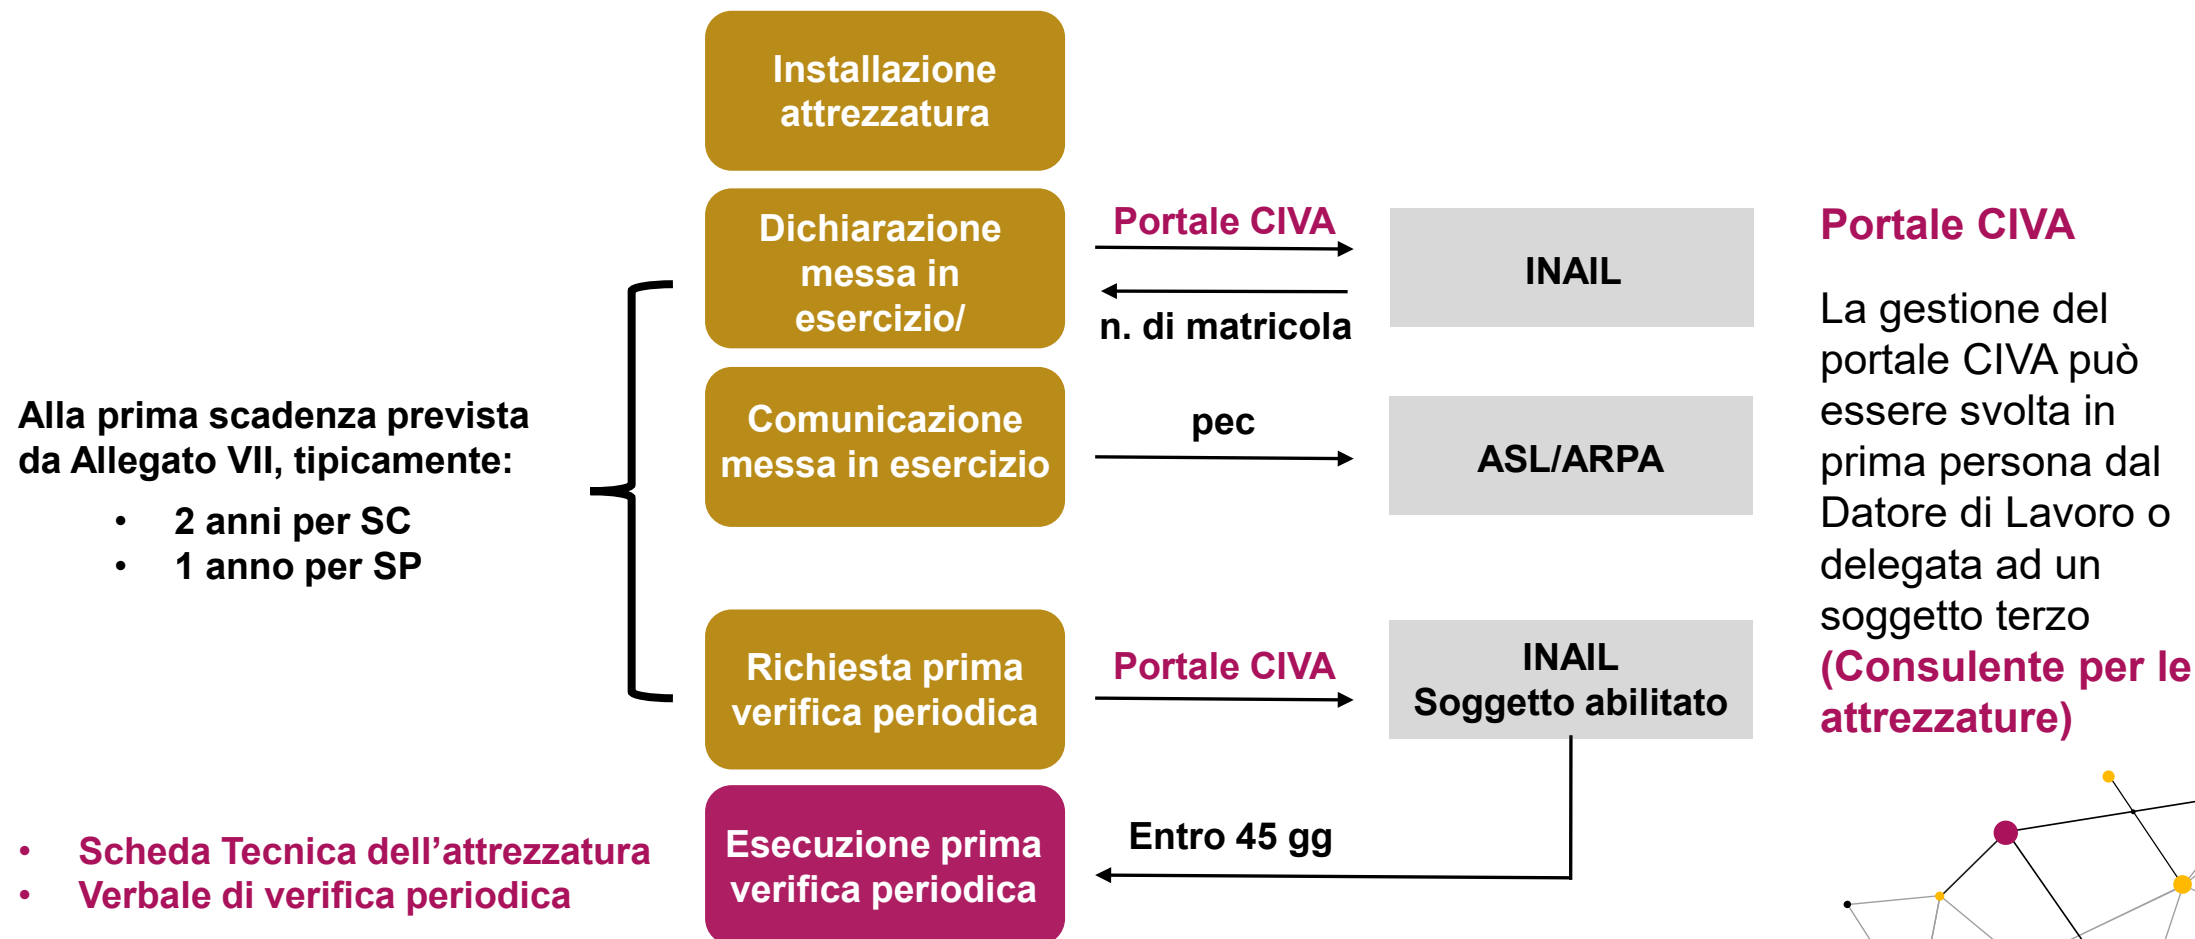 Installazione
attrezzatura
Dichiarazione
messa in
esercizio/
Portale CIVA
n. di matricola
INAIL
Comunicazione
messa in esercizio
pec
ASL/ARPA
Alla prima scadenza prevista
da Allegato VII, tipicamente:
• 2 anni per SC
• 1 anno per SP
Richiesta prima
verifica periodica
Portale CIVA
INAIL
Soggetto abilitato
Esecuzione prima
verifica periodica
Entro 45 gg
• Scheda Tecnica dell’attrezzatura
• Verbale di verifica periodica
Portale CIVA
La gestione del
portale CIVA può
essere svolta in
prima persona dal
Datore di Lavoro o
delegata ad un
soggetto terzo
(Consulente per le
attrezzature)